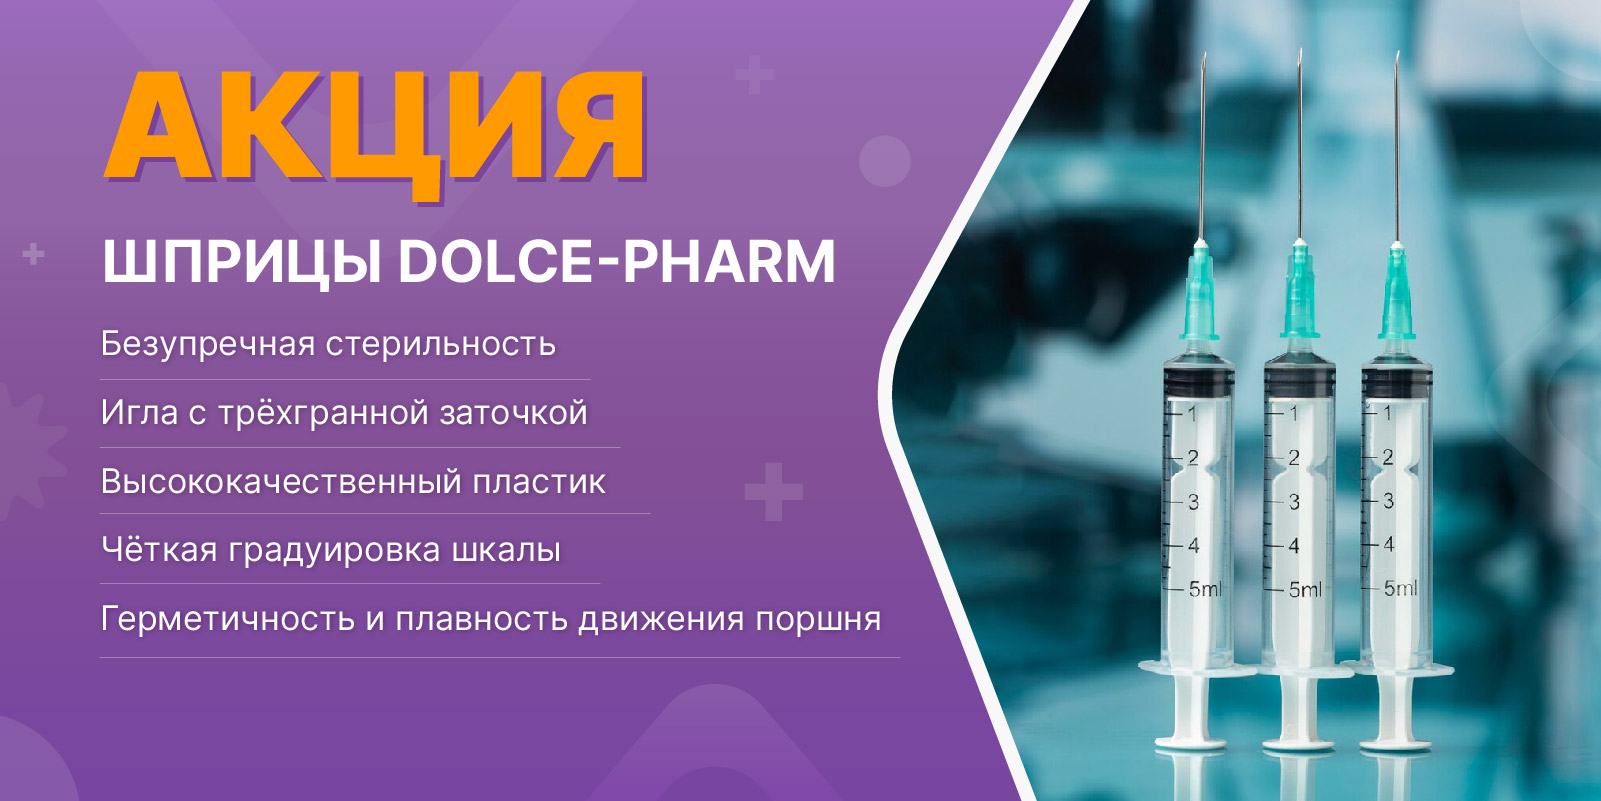 АКЦИЯ
ШПРИЦЫ DOLCE-PHARM
Безупречная стерильность
Игла с трёхгранной заточкой
Высококачественный пластик
Чёткая градуировка шкалы
Герметичность и плавность движения поршня
1
2
3
4
5ml
1
2
3
4
5ml
1
2
3
4
5ml